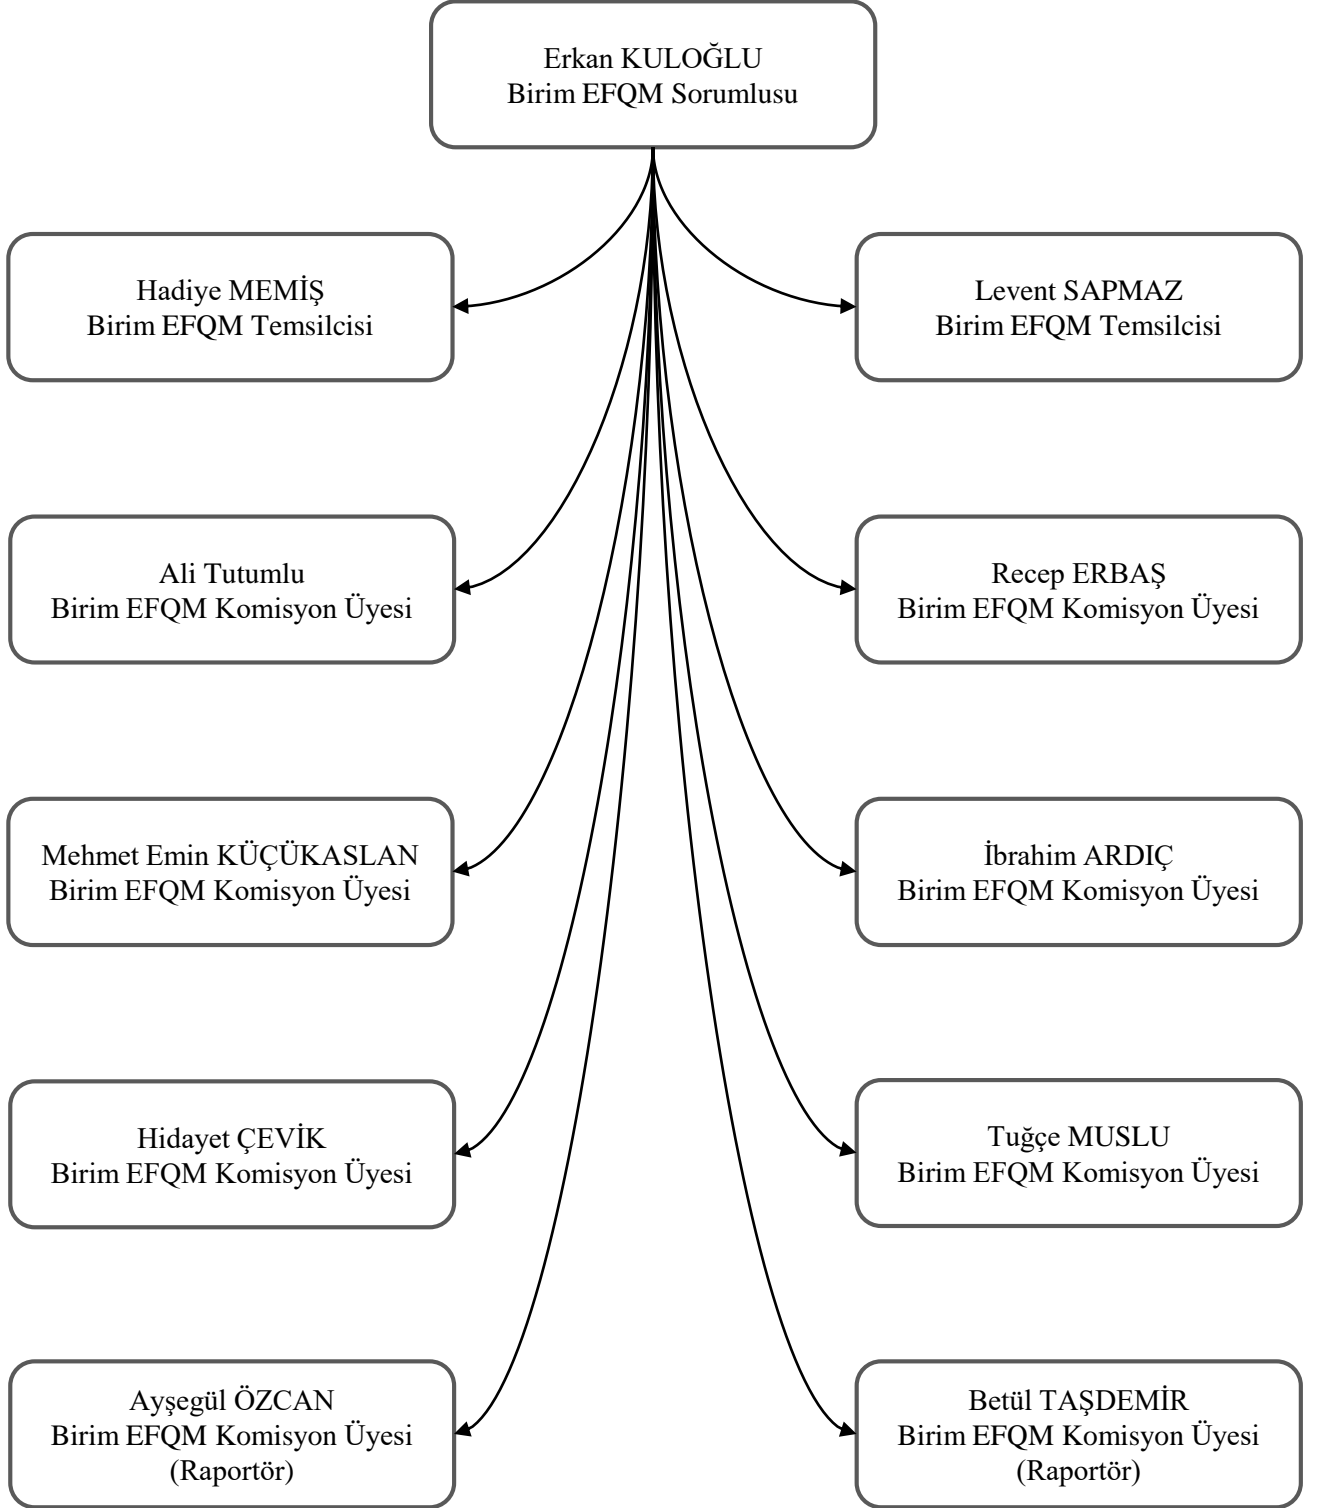 Erkan KULOĞLU
Birim EFQM Sorumlusu
Hadiye MEMİŞ
Birim EFQM Temsilcisi
Levent SAPMAZ
Birim EFQM Temsilcisi
Ali Tutumlu
Birim EFQM Komisyon Üyesi
Recep ERBAŞ
Birim EFQM Komisyon Üyesi
Mehmet Emin KÜÇÜKASLAN
Birim EFQM Komisyon Üyesi
İbrahim ARDIÇ
Birim EFQM Komisyon Üyesi
Hidayet ÇEVİK
Birim EFQM Komisyon Üyesi
Tuğçe MUSLU
Birim EFQM Komisyon Üyesi
Ayşegül ÖZCAN
Birim EFQM Komisyon Üyesi
(Raportör)
Betül TAŞDEMİR
Birim EFQM Komisyon Üyesi
(Raportör)